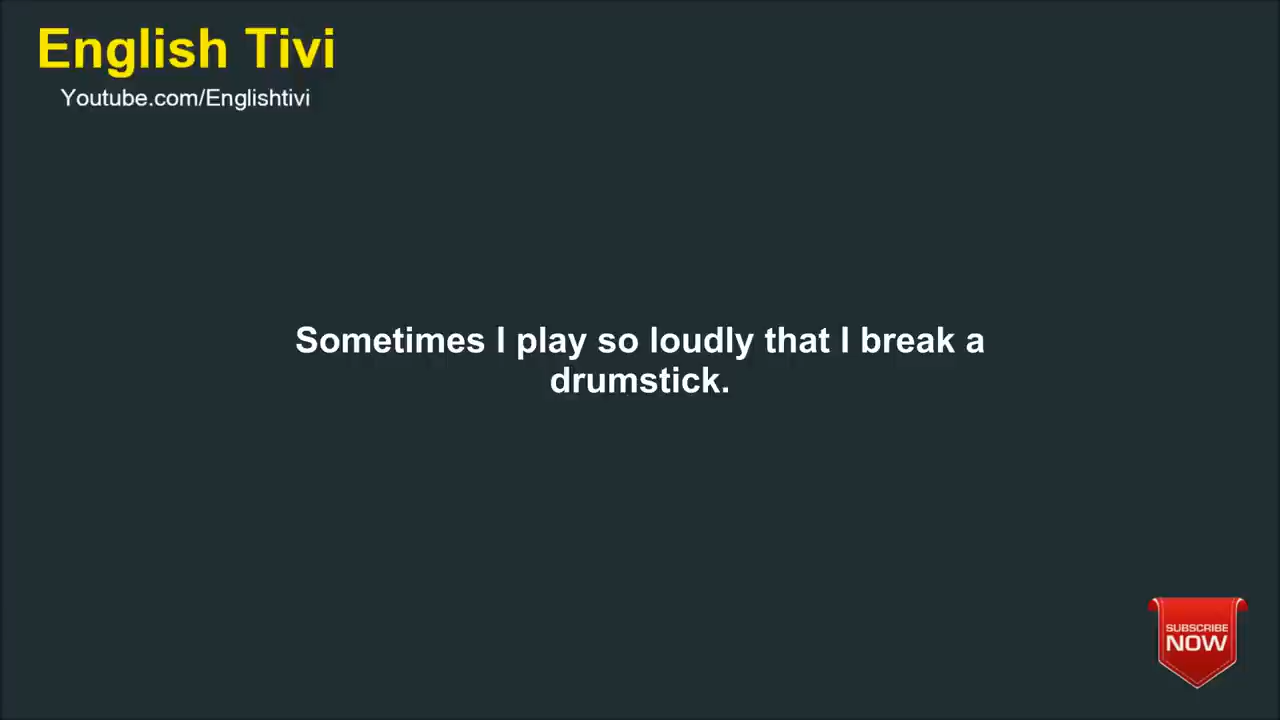 English Tivi
Youtube.com/Englishtivi
Sometimes I play so loudly that I break a
drumstick.
SUBSCRIBE
NOW